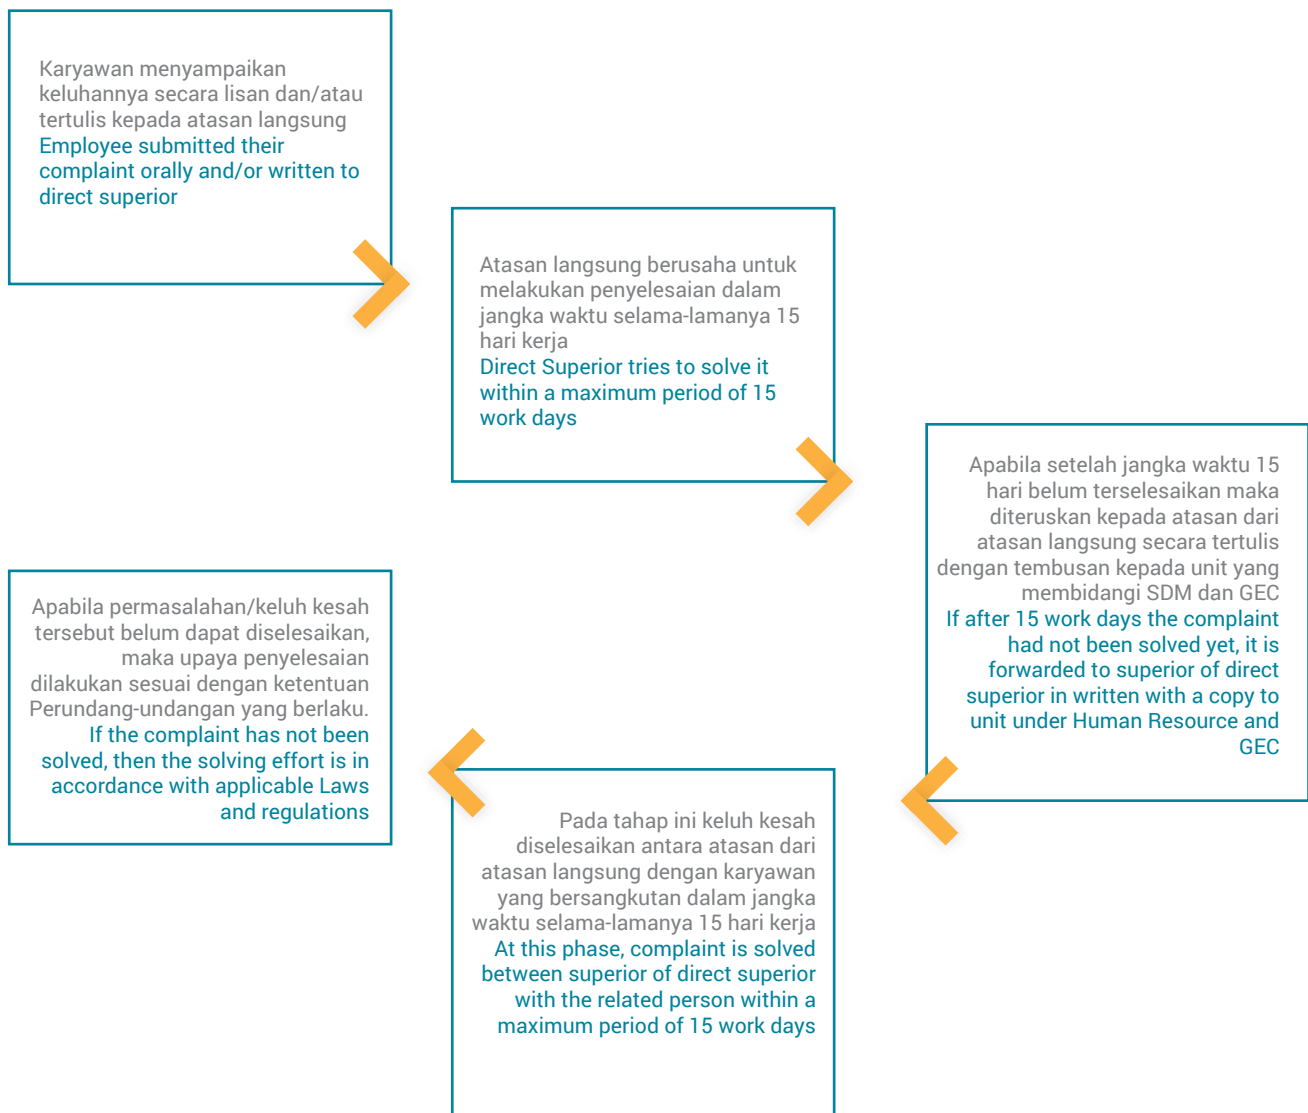 Karyawan menyampaikan
keluhannya secara lisan dan/atau
tertulis kepada atasan langsung
Employee submitted their
complaint orally and/or written to
direct superior
Atasan langsung berusaha untuk
melakukan penyelesaian dalam
jangka waktu selama-lamanya 15
hari kerja
Direct Superior tries to solve it
within a maximum period of 15
work days
Apabila setelah jangka waktu 15
hari belum terselesaikan maka
diteruskan kepada atasan dari
atasan langsung secara tertulis
dengan tembusan kepada unit yang
membidangi SDM dan GEC
If after 15 work days the complaint
had not been solved yet, it is
forwarded to superior of direct
superior in written with a copy to
unit under Human Resource and
GEC
Pada tahap ini keluh kesah
diselesaikan antara atasan dari
atasan langsung dengan karyawan
yang bersangkutan dalam jangka
waktu selama-lamanya 15 hari kerja
At this phase, complaint is solved
between superior of direct superior
with the related person within a
maximum period of 15 work days
Apabila permasalahan/keluh kesah
tersebut belum dapat diselesaikan,
maka upaya penyelesaian
dilakukan sesuai dengan ketentuan
Perundang-undangan yang berlaku.
If the complaint has not been
solved, then the solving effort is in
accordance with applicable Laws
and regulations